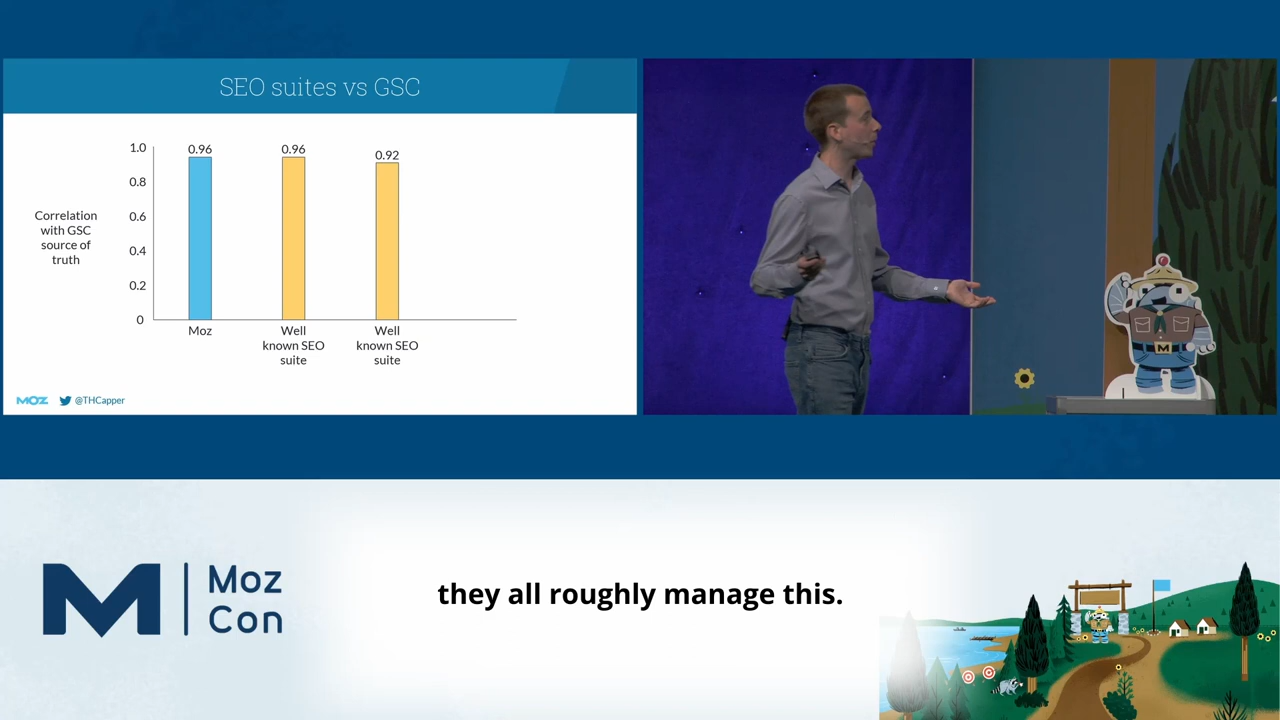 SEO suites vs GSC
Correlation
with GSC
source of
truth
1.0
0.8
0.6
0.4
0.2
0
0.96
0.96
0.92
Moz
Well
known SEO
suite
Well
known SEO
suite
MOZ
@THCapper
M
M
Moz
Con
they all roughly manage this.